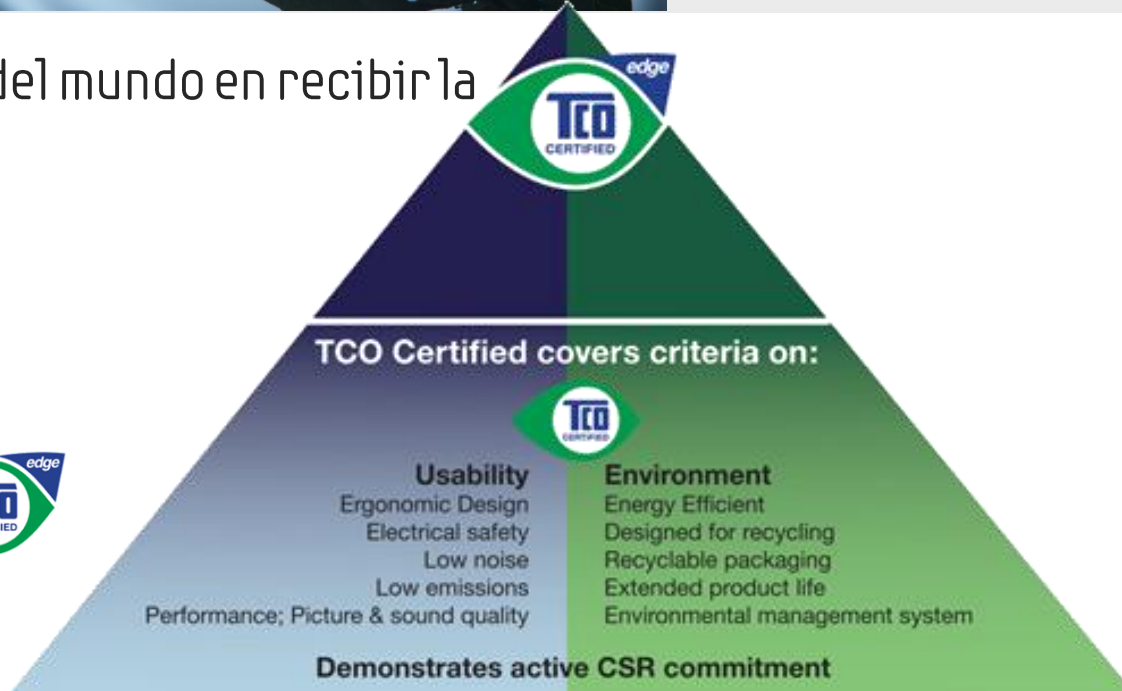 del mundo en recibir la
edge
TCO
CERTIFIED
TCO Certified covers criteria on:
TCO
CERTIFIED
edge
Usability
Ergonomic Design
Electrical safety
Low noise
Low emissions
Performance; Picture & sound quality
Environment
Energy Efficient
Designed for recycling
Recyclable packaging
Extended product life
Environmental management system
Demonstrates active CSR commitment